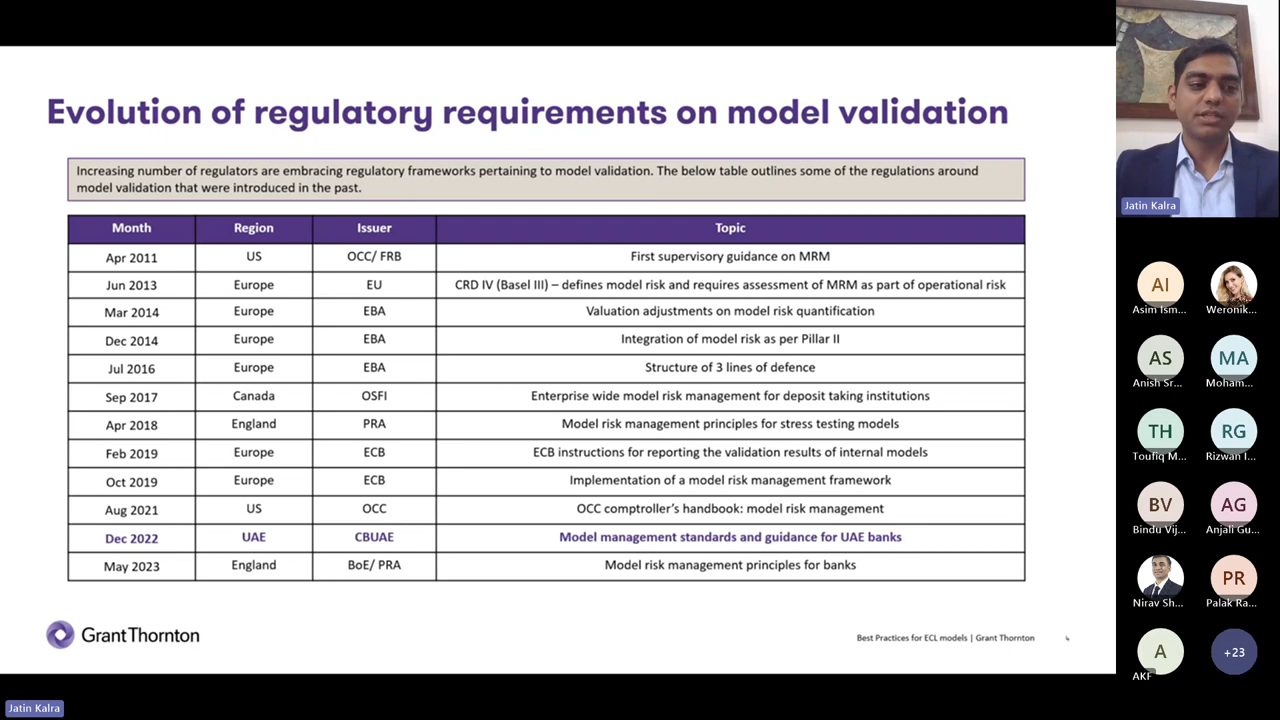 Evolution of regulatory requirements on model validation
Increasing number of regulators are embracing regulatory frameworks pertaining to model validation. The below table outlines some of the regulations around
model validation that were introduced in the past.
Month Region Issuer Topic
Apr 2011 US OCC/ FRB First supervisory guidance on MRM
Jun 2013 Europe EU CRD IV (Basel III) – defines model risk and requires assessment of MRM as part of operational risk
Mar 2014 Europe EBA Valuation adjustments on model risk quantification
Dec 2014 Europe EBA Integration of model risk as per Pillar II
Jul 2016 Europe EBA Structure of 3 lines of defence
Sep 2017 Canada OSFI Enterprise wide model risk management for deposit taking institutions
Apr 2018 England PRA Model risk management principles for stress testing models
Feb 2019 Europe ECB ECB instructions for reporting the validation results of internal models
Oct 2019 Europe ECB Implementation of a model risk management framework
Aug 2021 US OCC OCC comptroller's handbook: model risk management
Dec 2022 UAE CBUAE Model management standards and guidance for UAE banks
May 2023 England BoE/ PRA Model risk management principles for banks
Grant Thornton
Best Practices for ECL models | Grant Thornton 4
Jatin Kalra
AI
Asim Ism... Weronik...
AS MA
Anish Sr... Moham...
TH RG
Toufiq M... Rizwan I...
BV AG
Bindu Vij... Anjali Gu...
PR
Nirav Sh... Palak Ra...
A +23
AKF
Jatin Kalra